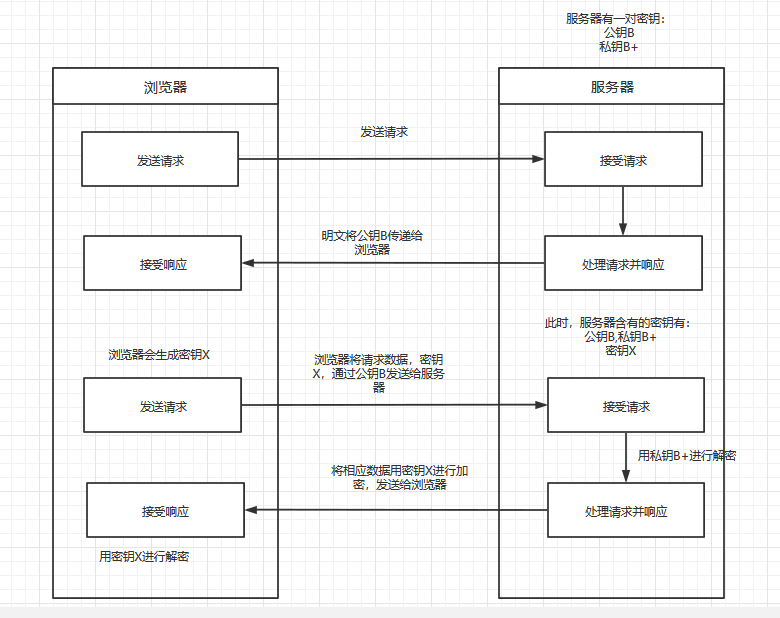 服务器有一对密钥:
公钥B
私钥B+
浏览器
服务器
发送请求
发送请求
接受请求
明文将公钥B传递给
浏览器
接受响应
处理请求并响应
此时，服务器含有的密钥有:
公钥B,私钥B+
密钥X
浏览器会生成密钥X
浏览器将请求数据，密钥
X，通过公钥B发送给服务
器
发送请求
接受请求
用私钥B+进行解密
将相应数据用密钥X进行加
密，发送给浏览器
接受响应
处理请求并响应
用密钥X进行解密